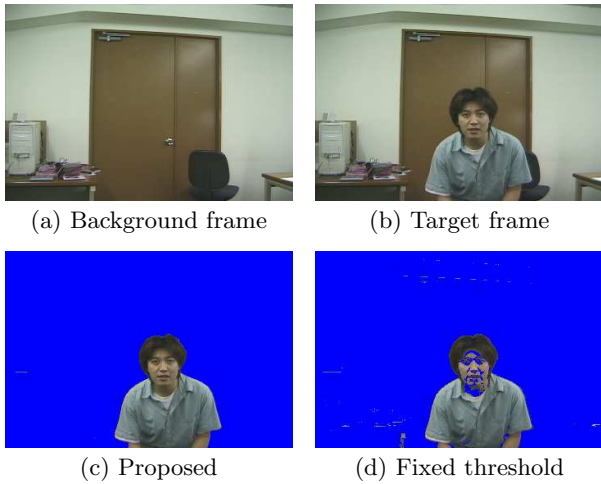 (a) Background frame
(b) Target frame
(c) Proposed
(d) Fixed threshold